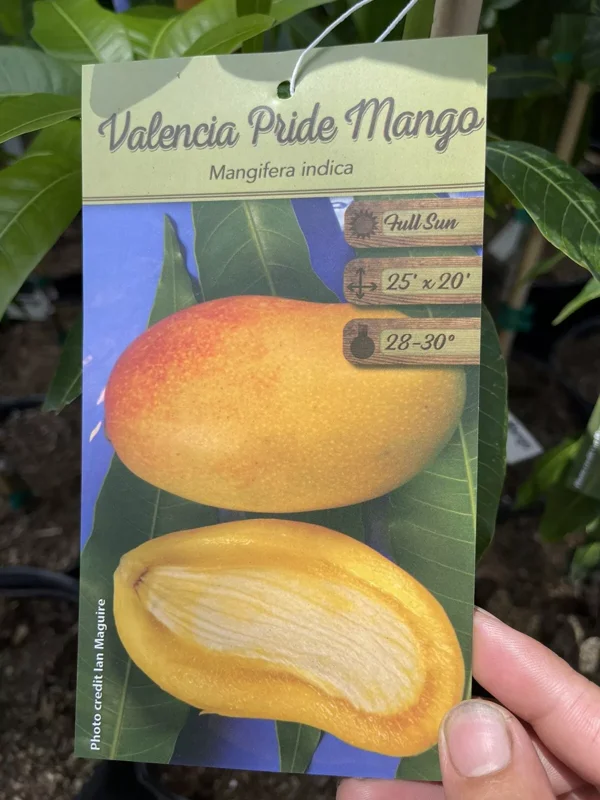 Valencia Pride Mango
Mangifera indica
Full Sun
25' x 20'
28-30°
Photo credit Ian Maguire